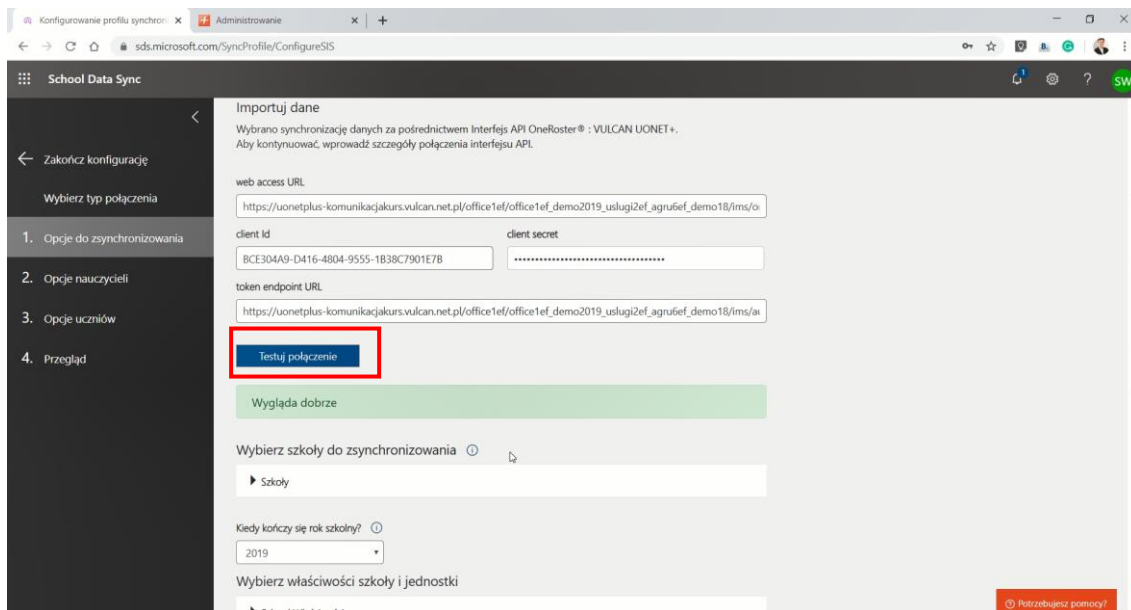 Konfigurowanie profilu synchroni
Administrowanie
sds.microsoft.com/SyncProfile/ConfigureSIS
School Data Sync
1
SW
Zakończ konfigurację
Wybierz typ połączenia
1. Opcje do zsynchronizowania
2. Opcje nauczycieli
3. Opcje uczniów
4. Przegląd
Importuj dane
Wybrano synchronizację danych za pośrednictwem Interfejs API OneRoster® : VULCAN UONET+.
Aby kontynuować, wprowadź szczegóły połączenia interfejsu API.
web access URL
https://uonetplus-komunikacjakurs.vulcan.net.pl/office1ef/office1ef_demo2019_uslugi2ef_agru6ef_demo18/ims/o
client Id
client secret
BCE304A9-D416-4804-9555-1B38C7901E7B
token endpoint URL
https://uonetplus-komunikacjakurs.vulcan.net.pl/office1ef/office1ef_demo2019_uslugi2ef_agru6ef_demo18/ims/au
Testuj połączenie
Wygląda dobrze
Wybierz szkoły do zsynchronizowania
Szkoły
Kiedy kończy się rok szkolny?
2019
Wybierz właściwości szkoły i jednostki
Potrzebujesz pomocy?